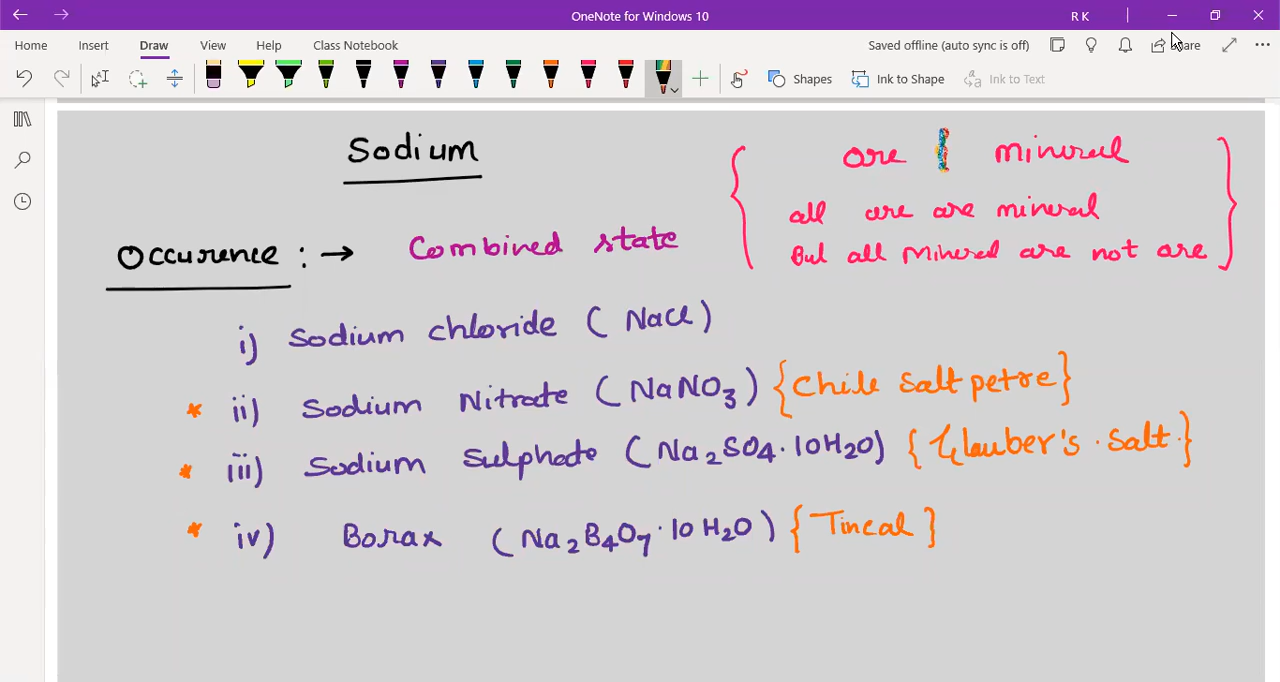 OneNote for Windows 10
R K
Home Insert Draw View Help Class Notebook
Saved offline (auto sync is off)
Share
Shapes Ink to Shape Ink to Text
Sodium
ore { mineral
all ore are mineral
But all mineral are not ore
Occurence : → Combined state
i) Sodium chloride ( NaCl )
* ii) Sodium Nitrate ( NaNO3 ) { Chile Salt petre }
* iii) Sodium Sulphate ( Na2SO4 · 10H2O ) { Glauber's · Salt · }
* iv) Borax ( Na2B4O7 · 10 H2O ) { Tincal }